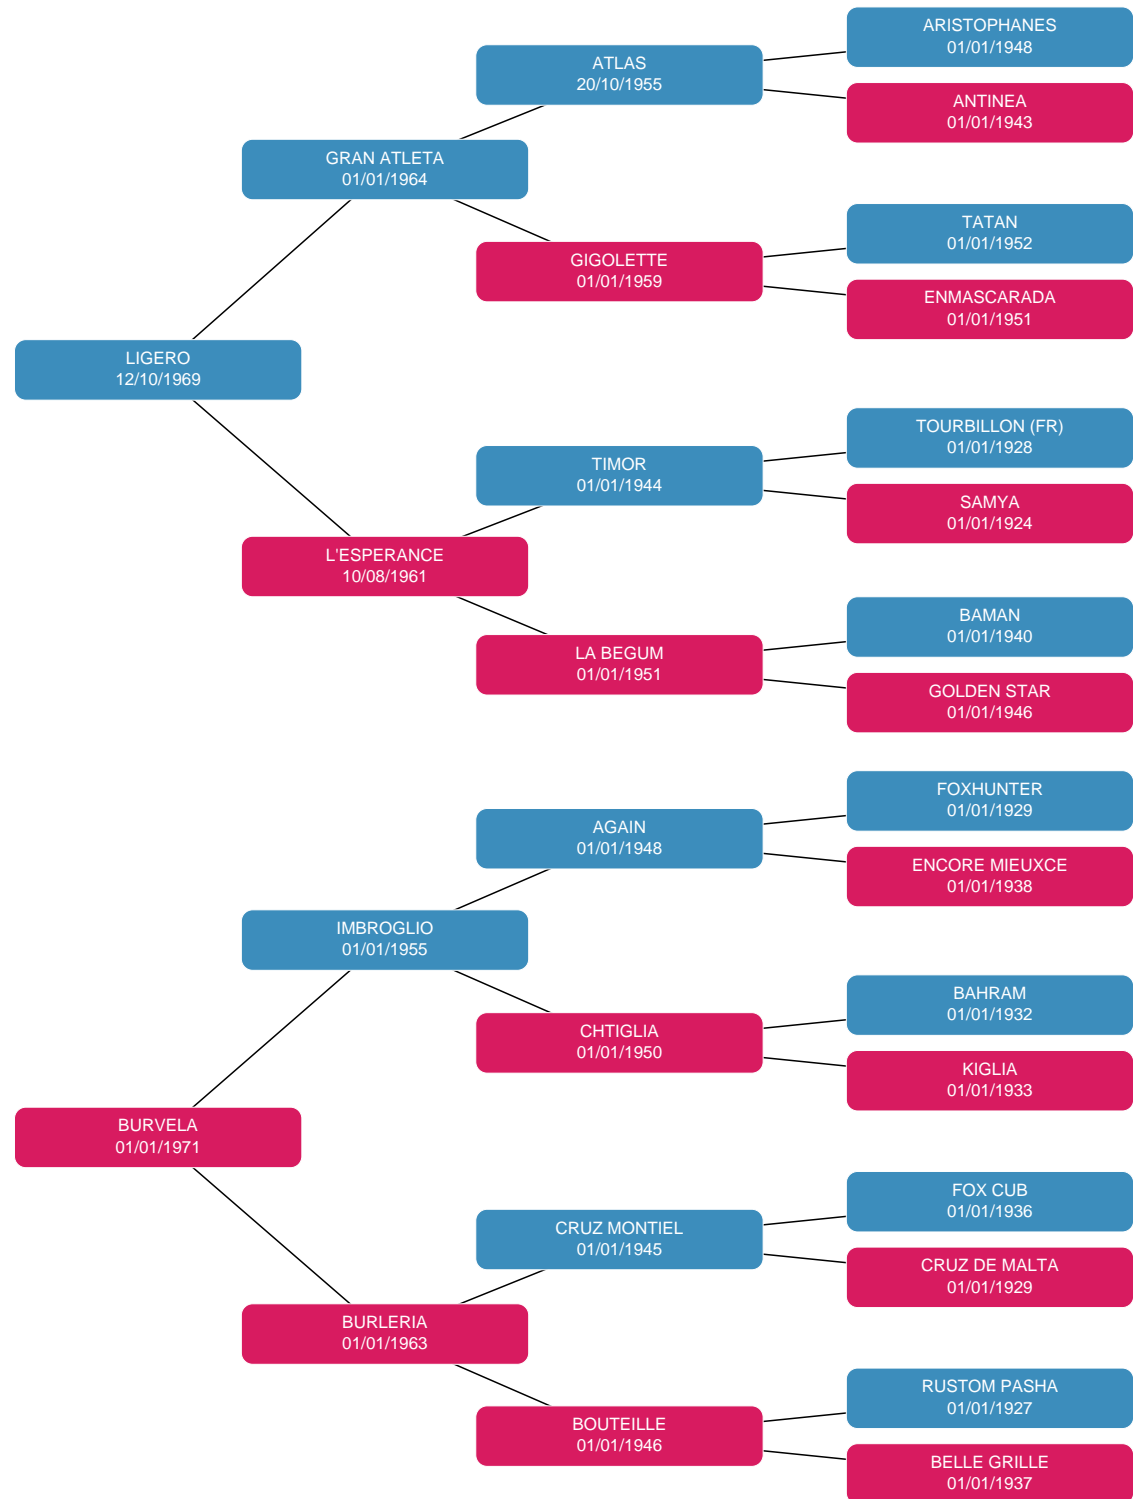 ARISTOPHANES
01/01/1948
ATLAS
20/10/1955
ANTINEA
01/01/1943
GRAN ATLETA
01/01/1964
TATAN
01/01/1952
GIGOLETTE
01/01/1959
ENMASCARADA
01/01/1951
LIGERO
12/10/1969
TOURBILLON (FR)
01/01/1928
TIMOR
01/01/1944
SAMYA
01/01/1924
L'ESPERANCE
10/08/1961
BAMAN
01/01/1940
LA BEGUM
01/01/1951
GOLDEN STAR
01/01/1946
FOXHUNTER
01/01/1929
AGAIN
01/01/1948
ENCORE MIEUXCE
01/01/1938
IMBROGLIO
01/01/1955
BAHRAM
01/01/1932
CHTIGLIA
01/01/1950
KIGLIA
01/01/1933
BURVELA
01/01/1971
FOX CUB
01/01/1936
CRUZ MONTIEL
01/01/1945
CRUZ DE MALTA
01/01/1929
BURLERIA
01/01/1963
RUSTOM PASHA
01/01/1927
BOUTEILLE
01/01/1946
BELLE GRILLE
01/01/1937